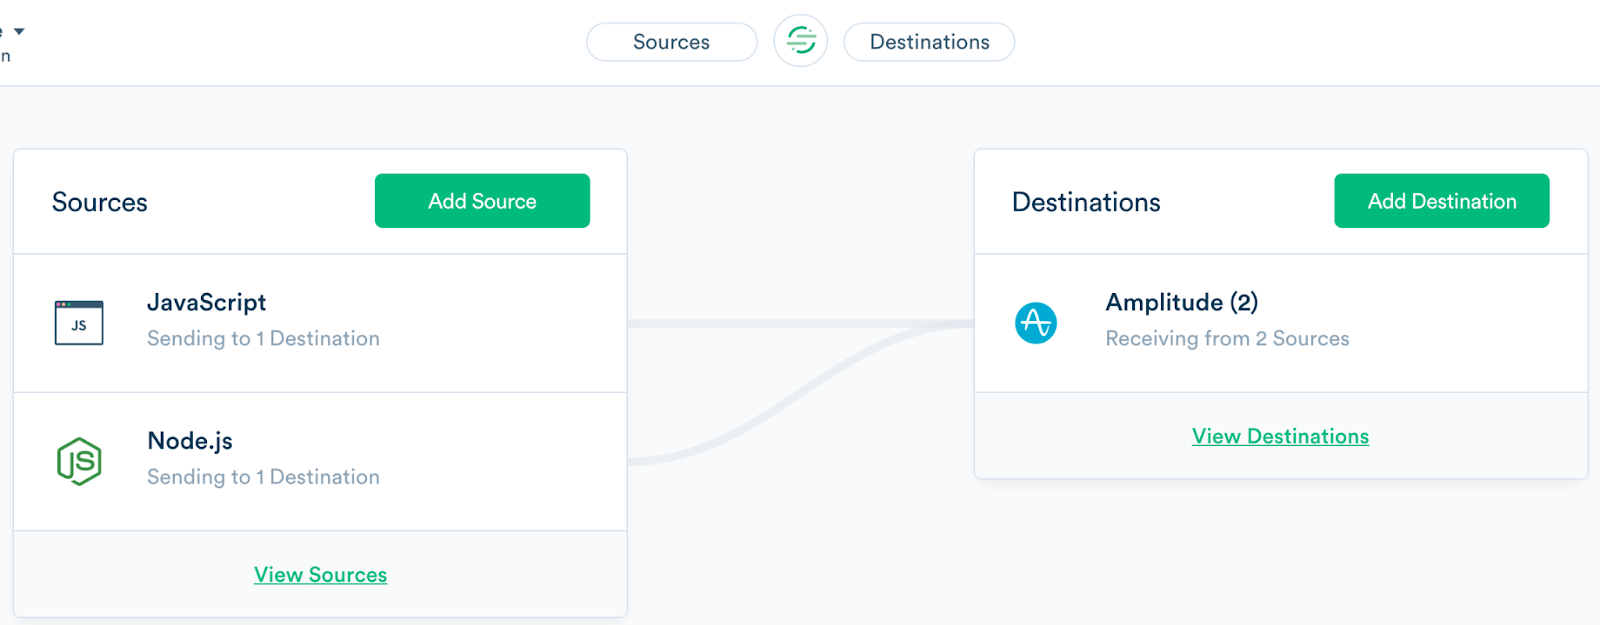 Sources
Destinations
Sources
Add Source
JavaScript
Sending to 1 Destination
Node.js
Sending to 1 Destination
View Sources
Destinations
Add Destination
Amplitude (2)
Receiving from 2 Sources
View Destinations
JS
JS